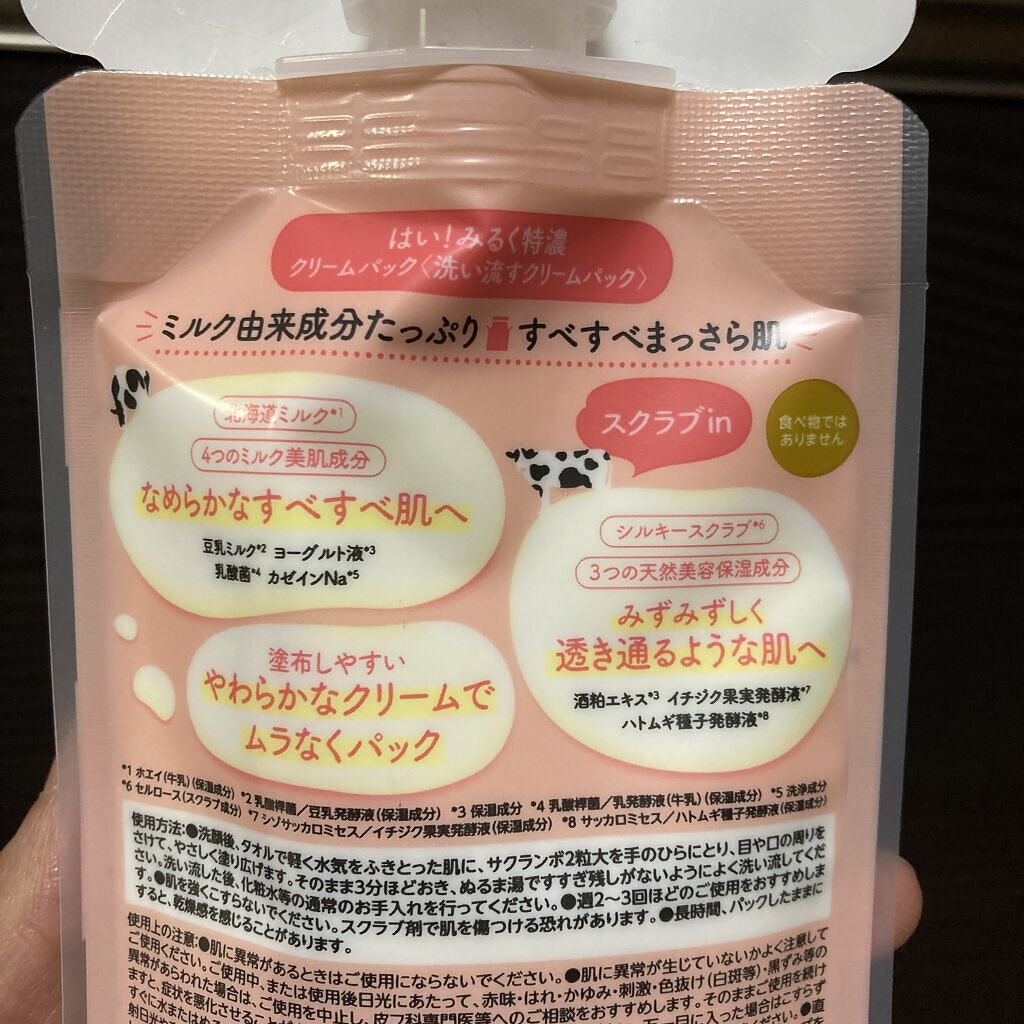 はい！みるく特濃
クリームパック〈洗い流すクリームパック〉
ミルク由来成分たっぷり すべすべまっさら肌
北海道ミルク*1
4つのミルク美肌成分
なめらかなすべすべ肌へ
豆乳ミルク*2 ヨーグルト液*3
乳酸菌*4 カゼインNa*5
スクラブin
食べ物では
ありません
シルキースクラブ*6
3つの天然美容保湿成分
みずみずしく
透き通るような肌へ
酒粕エキス*3 イチジク果実発酵液*7
ハトムギ種子発酵液*8
塗布しやすい
やわらかなクリームで
ムラなくパック
*1 ホエイ(牛乳)(保湿成分) *2 乳酸桿菌／豆乳発酵液(保湿成分) *3 保湿成分 *4 乳酸桿菌／乳発酵液(牛乳)(保湿成分) *5 洗浄成分
*6 セルロース(スクラブ成分) *7 シゾサッカロミセス／イチジク果実発酵液(保湿成分) *8 サッカロミセス／ハトムギ種子発酵液(保湿成分)
使用方法:●洗顔後、タオルで軽く水気をふきとった肌に、サクランボ2粒大を手のひらにとり、目や口の周りを
さけて、やさしく塗り広げます。そのまま3分ほどおき、ぬるま湯ですすぎ残しがないようによく洗い流してくだ
さい。洗い流した後、化粧水等の通常のお手入れを行ってください。●週2～3回ほどのご使用をおすすめしま
す。●肌を強くこすらないでください。スクラブ剤で肌を傷つける恐れがあります。●長時間、パックしたままに
すると、乾燥感を感じることがあります。
使用上の注意:●肌に異常があるときはご使用にならないでください。●肌に異常が生じていないかよく注意して
ご使用ください。ご使用中、または使用後日光にあたって、赤味・はれ・かゆみ・刺激・色抜け(白斑等)・黒ずみ等の
異常があらわれた場合は、ご使用を中止し、皮フ科専門医等へのご相談をおすすめします。そのままご使用を続け
ますと、症状を悪化させることが